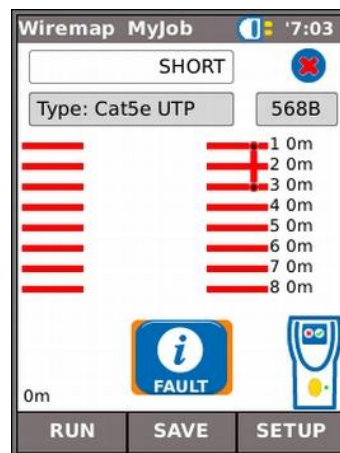 Wiremap MyJob '7:03
SHORT
Type: Cat5e UTP 568B
1 0m
2 0m
3 0m
4 0m
5 0m
6 0m
7 0m
8 0m
i
FAULT
0m
RUN SAVE SETUP